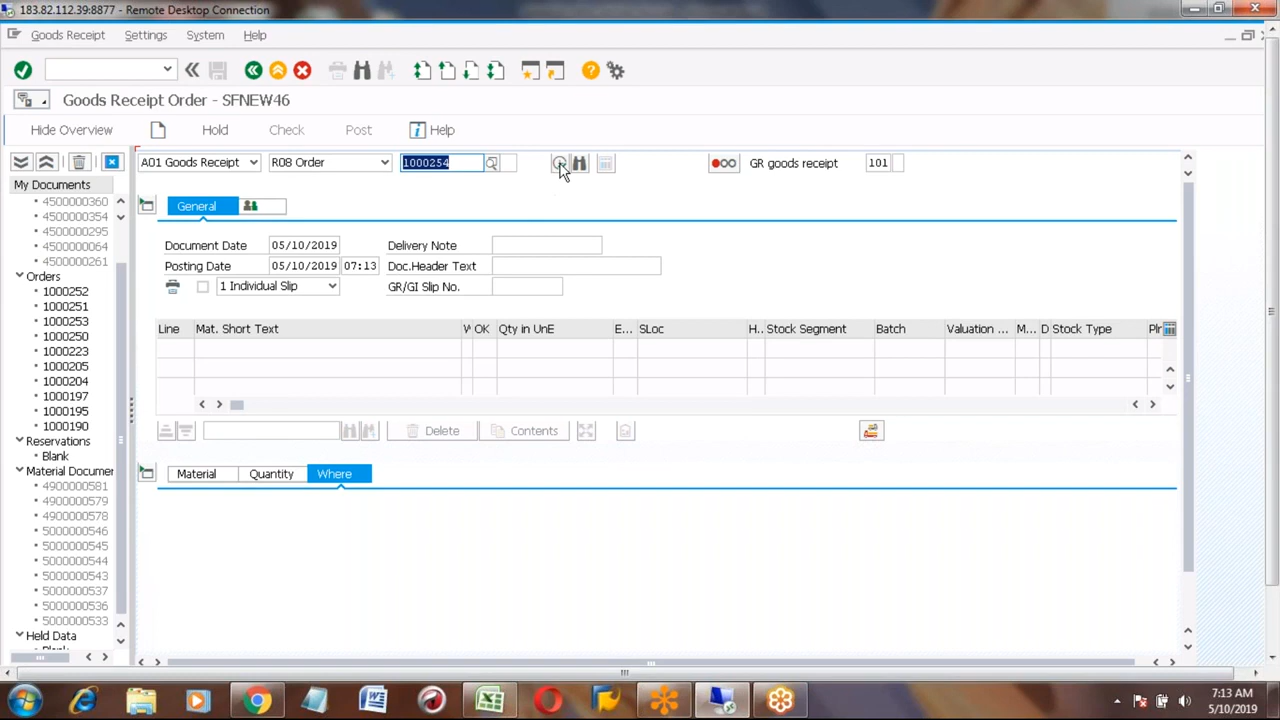 183.82.112.39:8877 - Remote Desktop Connection
Goods Receipt Settings System Help
Goods Receipt Order - SFNEW46
Hide Overview Hold Check Post Help
A01 Goods Receipt R08 Order 1000254 GR goods receipt 101
My Documents
4500000360
4500000354
4500000295
4500000064
4500000261
Orders
1000252
1000251
1000253
1000250
1000223
1000205
1000204
1000197
1000195
1000190
Reservations
Blank
Material Documer
4900000581
4900000579
4900000578
5000000546
5000000545
5000000544
5000000543
5000000537
5000000536
5000000533
Held Data
General
Document Date 05/10/2019 Delivery Note
Posting Date 05/10/2019 07:13 Doc.Header Text
1 Individual Slip GR/GI Slip No.
Line Mat. Short Text OK Qty in UnE E... SLoc H.. Stock Segment Batch Valuation ... M... D Stock Type
Delete Contents
Material Quantity Where
7:13 AM
5/10/2019